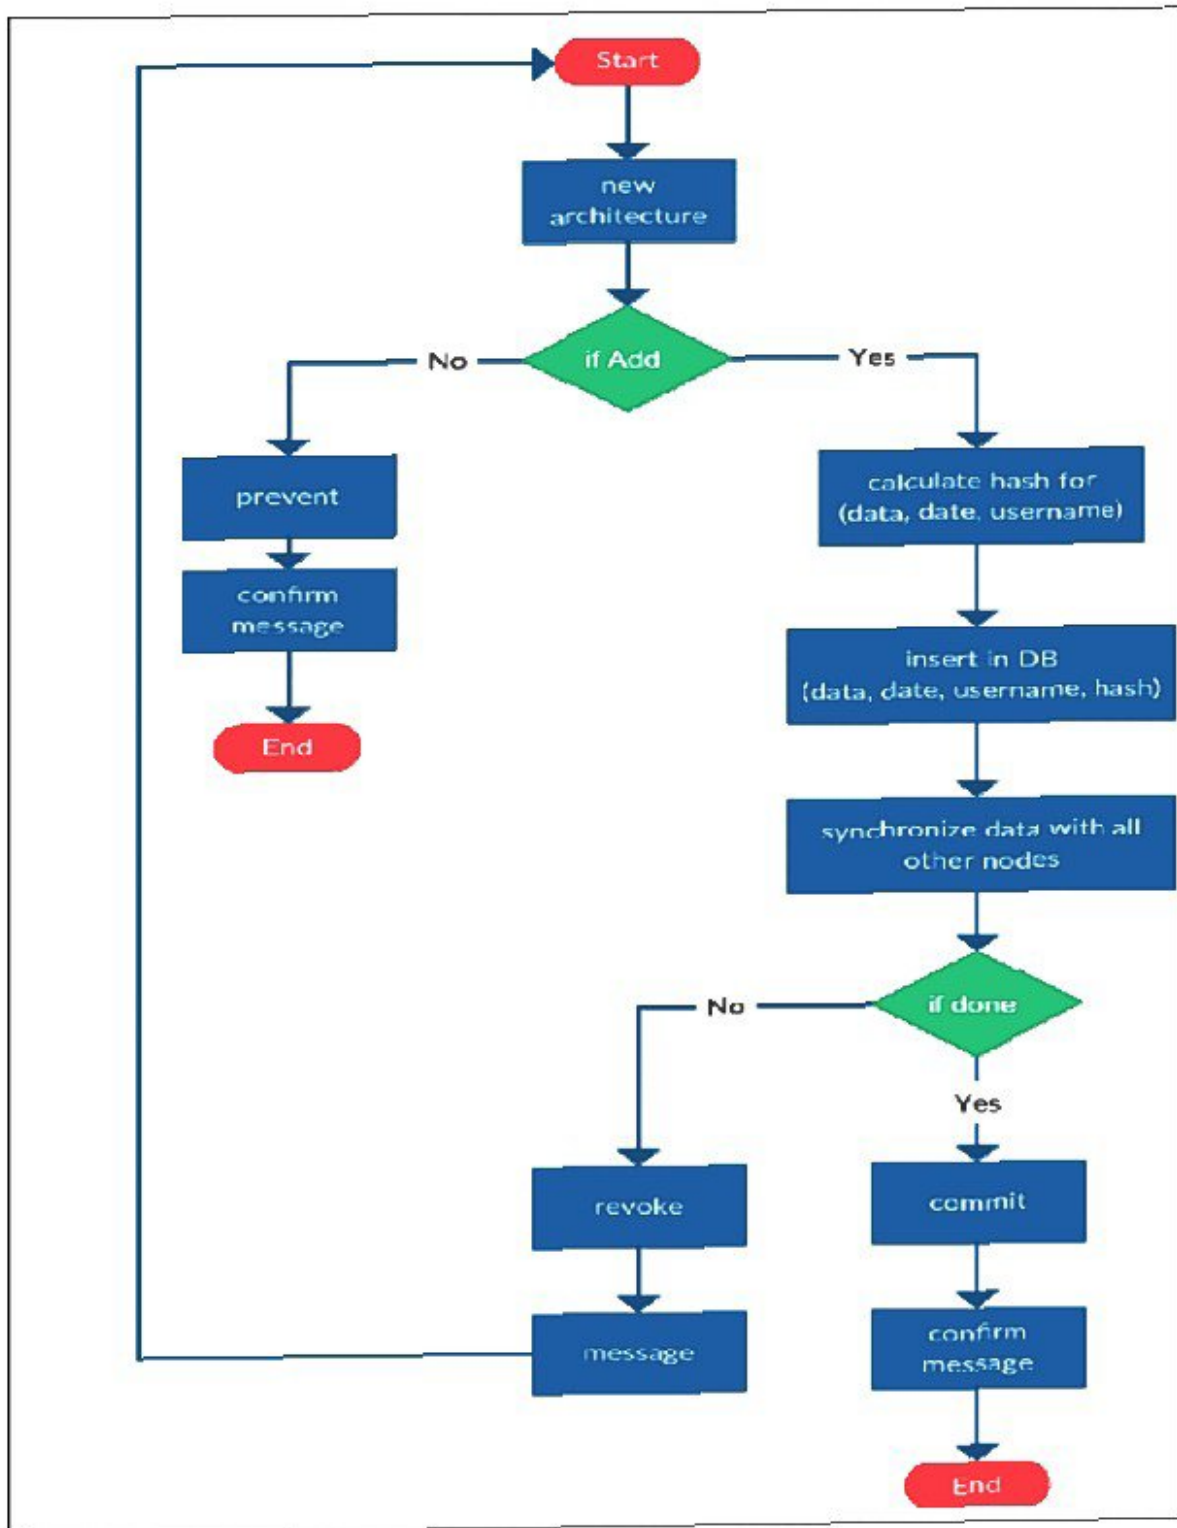 Start
new
architecture
if Add
No
Yes
prevent
confirm
message
End
calculate hash for
(data, date, username)
insert in DB
(data, date, username, hash)
synchronize data with all
other nodes
if done
No
Yes
revoke
message
commit
confirm
message
End